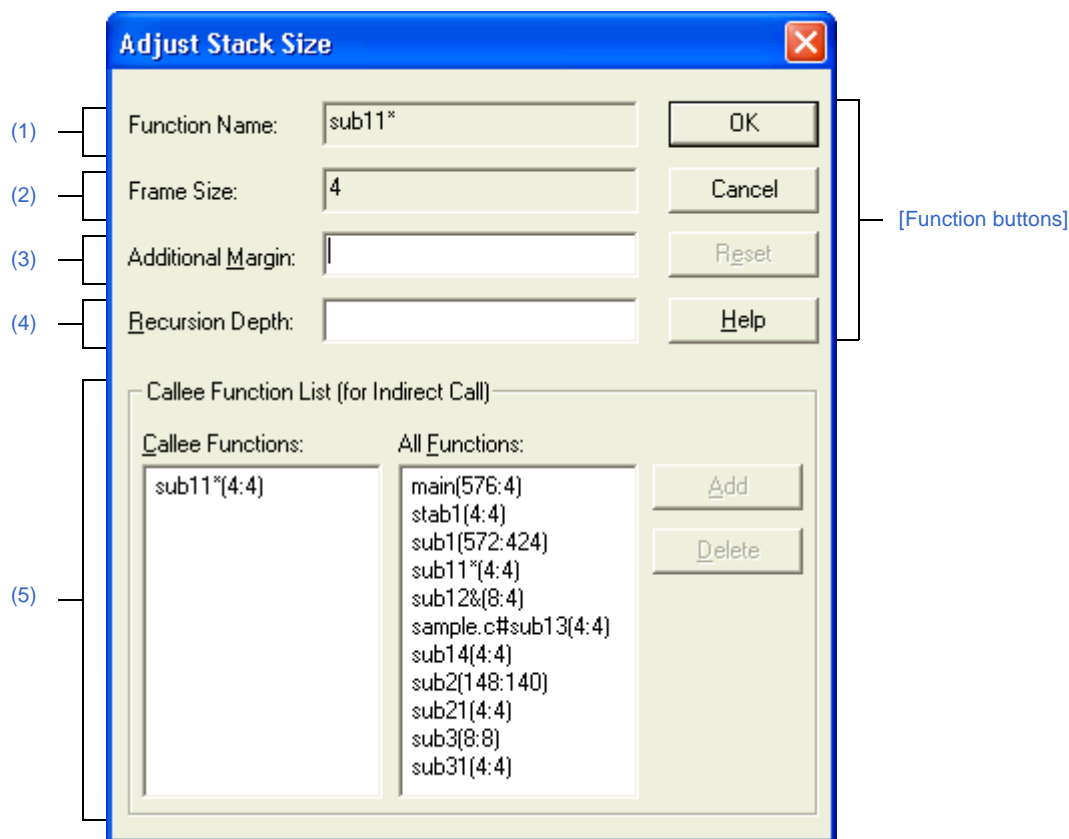 Adjust Stack Size
(1)
Function Name:
sub11*
OK
(2)
Frame Size:
4
Cancel
[Function buttons]
(3)
Additional Margin:
Reset
(4)
Recursion Depth:
Help
(5)
Callee Function List (for Indirect Call)
Callee Functions:
sub11*(4:4)
All Functions:
main(576:4)
stab1(4:4)
sub1(572:424)
sub11*(4:4)
sub12&(8:4)
sample.c#sub13(4:4)
sub14(4:4)
sub2(148:140)
sub21(4:4)
sub3(8:8)
sub31(4:4)
Add
Delete